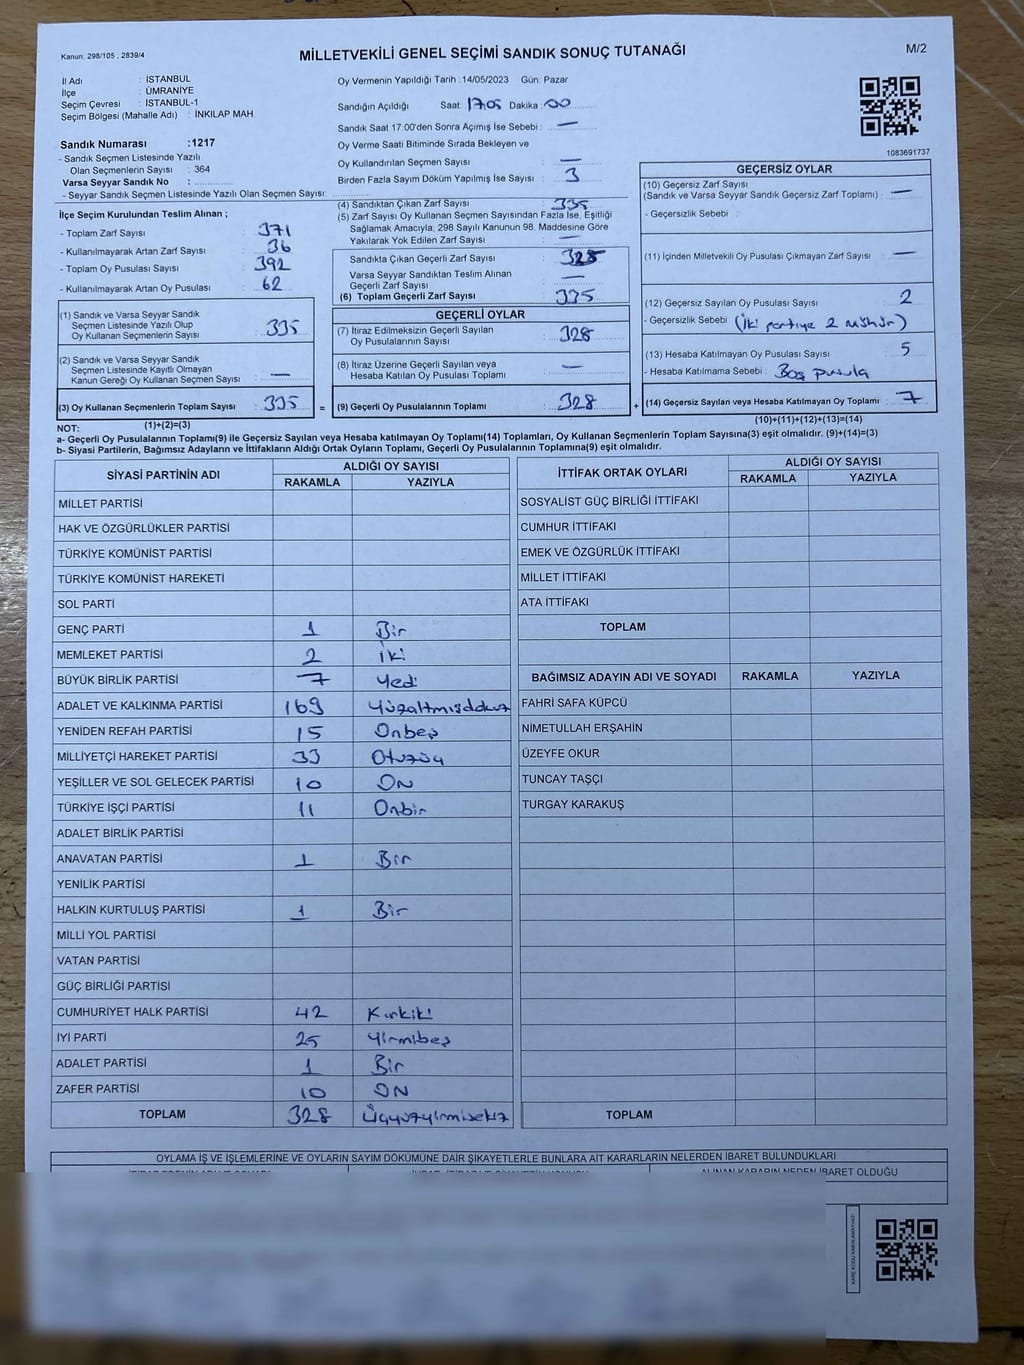 Kanun: 298/105 , 2839/4
MİLLETVEKİLİ GENEL SEÇİMİ SANDIK SONUÇ TUTANAĞI
M/2
İl Adı : İSTANBUL
İlçe : ÜMRANİYE
Seçim Çevresi : İSTANBUL-1
Seçim Bölgesi (Mahalle Adı) : İNKILAP MAH
Sandık Numarası :1217
- Sandık Seçmen Listesinde Yazılı
Olan Seçmenlerin Sayısı : 364
Varsa Seyyar Sandık No :
- Seyyar Sandık Seçmen Listesinde Yazılı Olan Seçmen Sayısı:
Oy Vermenin Yapıldığı Tarih : 14/05/2023 Gün: Pazar
Sandığın Açıldığı Saat: 17.05 Dakika: 00
Sandık Saat 17:00'den Sonra Açımış İse Sebebi : —
Oy Verme Saati Bitiminde Sırada Bekleyen ve
Oy Kullandırılan Seçmen Sayısı : —
Birden Fazla Sayım Döküm Yapılmış İse Sayısı : 3
1083691737
İlçe Seçim Kurulundan Teslim Alınan ;
- Toplam Zarf Sayısı : 371
- Kullanılmayarak Artan Zarf Sayısı : 36
- Toplam Oy Pusulası Sayısı : 392
- Kullanılmayarak Artan Oy Pusulası : 62
(1) Sandık ve Varsa Seyyar Sandık
Seçmen Listesinde Yazılı Olup
Oy Kullanan Seçmenlerin Sayısı : 335
(2) Sandık ve Varsa Seyyar Sandık
Seçmen Listesinde Kayıtlı Olmayan
Kanun Gereği Oy Kullanan Seçmen Sayısı : —
(3) Oy Kullanan Seçmenlerin Toplam Sayısı : 335 =
(1)+(2)=(3)
(4) Sandıktan Çıkan Zarf Sayısı : 335
(5) Zarf Sayısı Oy Kullanan Seçmen Sayısından Fazla İse, Eşitliği
Sağlamak Amacıyla; 298 Sayılı Kanunun 98. Maddesine Göre
Yakılarak Yok Edilen Zarf Sayısı : —
Sandıkta Çıkan Geçerli Zarf Sayısı
Varsa Seyyar Sandıktan Teslim Alınan
Geçerli Zarf Sayısı : —
(6) Toplam Geçerli Zarf Sayısı : 335
GEÇERLİ OYLAR
(7) İtiraz Edilmeksizin Geçerli Sayılan
Oy Pusulalarının Sayısı : 328
(8) İtiraz Üzerine Geçerli Sayılan veya
Hesaba Katılan Oy Pusulası Toplamı : —
(9) Geçerli Oy Pusulalarının Toplamı : 328 +
GEÇERSİZ OYLAR
(10) Geçersiz Zarf Sayısı
(Sandık ve Varsa Seyyar Sandık Geçersiz Zarf Toplamı) : —
- Geçersizlik Sebebi :
(11) İçinden Milletvekili Oy Pusulası Çıkmayan Zarf Sayısı : —
(12) Geçersiz Sayılan Oy Pusulası Sayısı : 2
- Geçersizlik Sebebi : (İki partiye 2 mühür)
(13) Hesaba Katılmayan Oy Pusulası Sayısı : 5
- Hesaba Katılmama Sebebi : Boş pusula
(14) Geçersiz Sayılan veya Hesaba Katılmayan Oy Toplamı : 7
(10)+(11)+(12)+(13)=(14)
NOT:
a- Geçerli Oy Pusulalarının Toplamı(9) ile Geçersiz Sayılan veya Hesaba katılmayan Oy Toplamı(14) Toplamları, Oy Kullanan Seçmenlerin Toplam Sayısına(3) eşit olmalıdır. (9)+(14)=(3)
b- Siyasi Partilerin, Bağımsız Adayların ve İttifakların Aldığı Ortak Oyların Toplamı, Geçerli Oy Pusulalarının Toplamına(9) eşit olmalıdır.
SİYASİ PARTİNİN ADI ALDIĞI OY SAYISI
RAKAMLA YAZIYLA
MİLLET PARTİSİ
HAK VE ÖZGÜRLÜKLER PARTİSİ
TÜRKİYE KOMÜNİST PARTİSİ
TÜRKİYE KOMÜNİST HAREKETİ
SOL PARTİ
GENÇ PARTİ 1 Bir
MEMLEKET PARTİSİ 2 İki
BÜYÜK BİRLİK PARTİSİ 7 Yedi
ADALET VE KALKINMA PARTİSİ 169 Yüzaltmışdokuz
YENİDEN REFAH PARTİSİ 15 Onbeş
MİLLİYETÇİ HAREKET PARTİSİ 33 Otuzüç
YEŞİLLER VE SOL GELECEK PARTİSİ 10 ON
TÜRKİYE İŞÇİ PARTİSİ 11 Onbir
ADALET BİRLİK PARTİSİ
ANAVATAN PARTİSİ 1 Bir
YENİLİK PARTİSİ
HALKIN KURTULUŞ PARTİSİ 1 Bir
MİLLİ YOL PARTİSİ
VATAN PARTİSİ
GÜÇ BİRLİĞİ PARTİSİ
CUMHURİYET HALK PARTİSİ 42 Kırkiki
İYİ PARTİ 25 Yirmibeş
ADALET PARTİSİ 1 Bir
ZAFER PARTİSİ 10 ON
TOPLAM 328 Üçyüzyirmisekiz
İTTİFAK ORTAK OYLARI ALDIĞI OY SAYISI
RAKAMLA YAZIYLA
SOSYALİST GÜÇ BİRLİĞİ İTTİFAKI
CUMHUR İTTİFAKI
EMEK VE ÖZGÜRLÜK İTTİFAKI
MİLLET İTTİFAKI
ATA İTTİFAKI
TOPLAM
BAĞIMSIZ ADAYIN ADI VE SOYADI RAKAMLA YAZIYLA
FAHRİ SAFA KÜPCÜ
NİMETULLAH ERŞAHİN
ÜZEYFE OKUR
TUNCAY TAŞÇI
TURGAY KARAKUŞ
TOPLAM
OYLAMA İŞ VE İŞLEMLERİNE VE OYLARIN SAYIM DÖKÜMÜNE DAİR ŞİKAYETLERLE BUNLARA AİT KARARLARIN NELERDEN İBARET BULUNDUKLARI
ALINAN KARARIN NEDEN İBARET OLDUĞU